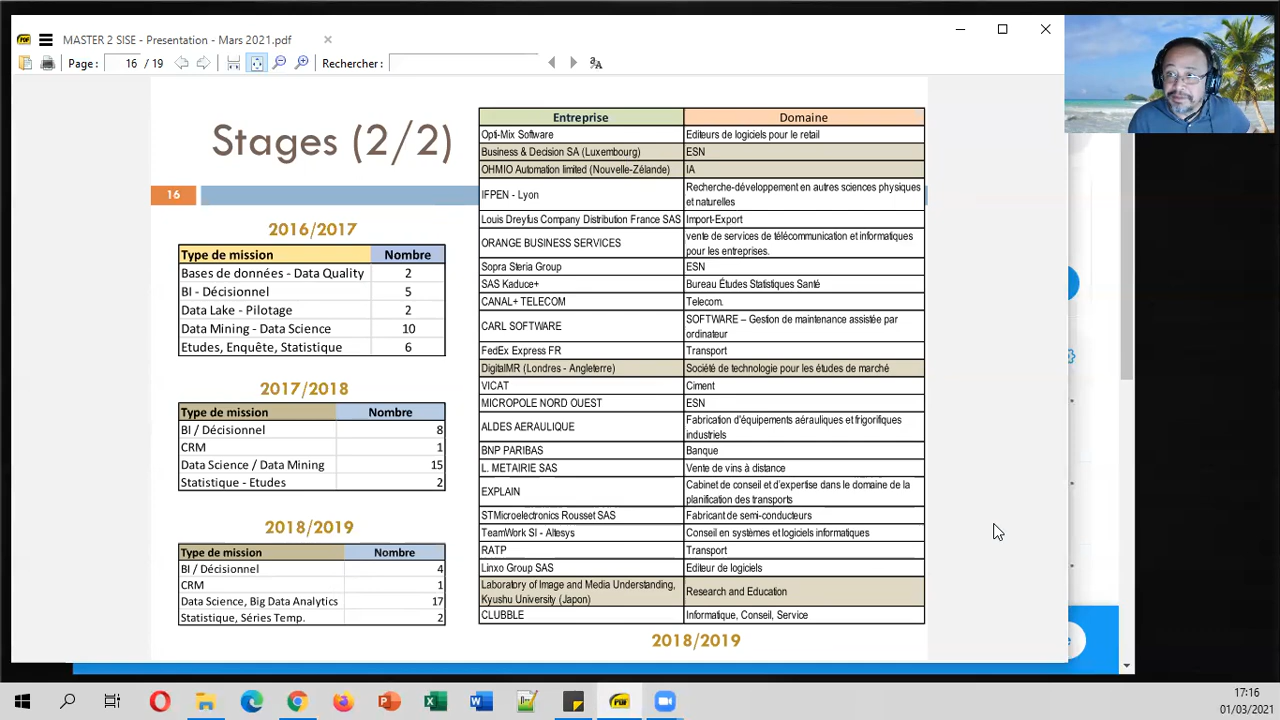 MASTER 2 SISE - Presentation - Mars 2021.pdf
Page : 16 / 19 Rechercher :
Stages (2/2)
16
2016/2017
Type de mission Nombre
Bases de données - Data Quality 2
BI - Décisionnel 5
Data Lake - Pilotage 2
Data Mining - Data Science 10
Etudes, Enquête, Statistique 6
2017/2018
Type de mission Nombre
BI / Décisionnel 8
CRM 1
Data Science / Data Mining 15
Statistique - Etudes 2
2018/2019
Type de mission Nombre
BI / Décisionnel 4
CRM 1
Data Science, Big Data Analytics 17
Statistique, Séries Temp. 2
Entreprise Domaine
Opti-Mix Software Editeurs de logiciels pour le retail
Business & Decision SA (Luxembourg) ESN
OHMIO Automation limited (Nouvelle-Zélande) IA
IFPEN - Lyon Recherche-développement en autres sciences physiques
et naturelles
Louis Dreyfus Company Distribution France SAS Import-Export
ORANGE BUSINESS SERVICES vente de services de télécommunication et informatiques
pour les entreprises.
Sopra Steria Group ESN
SAS Kaduce+ Bureau Études Statistiques Santé
CANAL+ TELECOM Telecom.
CARL SOFTWARE SOFTWARE – Gestion de maintenance assistée par
ordinateur
FedEx Express FR Transport
DigitalMR (Londres - Angleterre) Société de technologie pour les études de marché
VICAT Ciment
MICROPOLE NORD OUEST ESN
ALDES AERAULIQUE Fabrication d'équipements aérauliques et frigorifiques
industriels
BNP PARIBAS Banque
L. METAIRIE SAS Vente de vins à distance
EXPLAIN Cabinet de conseil et d'expertise dans le domaine de la
planification des transports
STMicroelectronics Rousset SAS Fabricant de semi-conducteurs
TeamWork SI - Altesys Conseil en systèmes et logiciels informatiques
RATP Transport
Linxo Group SAS Editeur de logiciels
Laboratory of Image and Media Understanding,
Kyushu University (Japon) Research and Education
CLUBBLE Informatique, Conseil, Service
2018/2019
17:16
01/03/2021